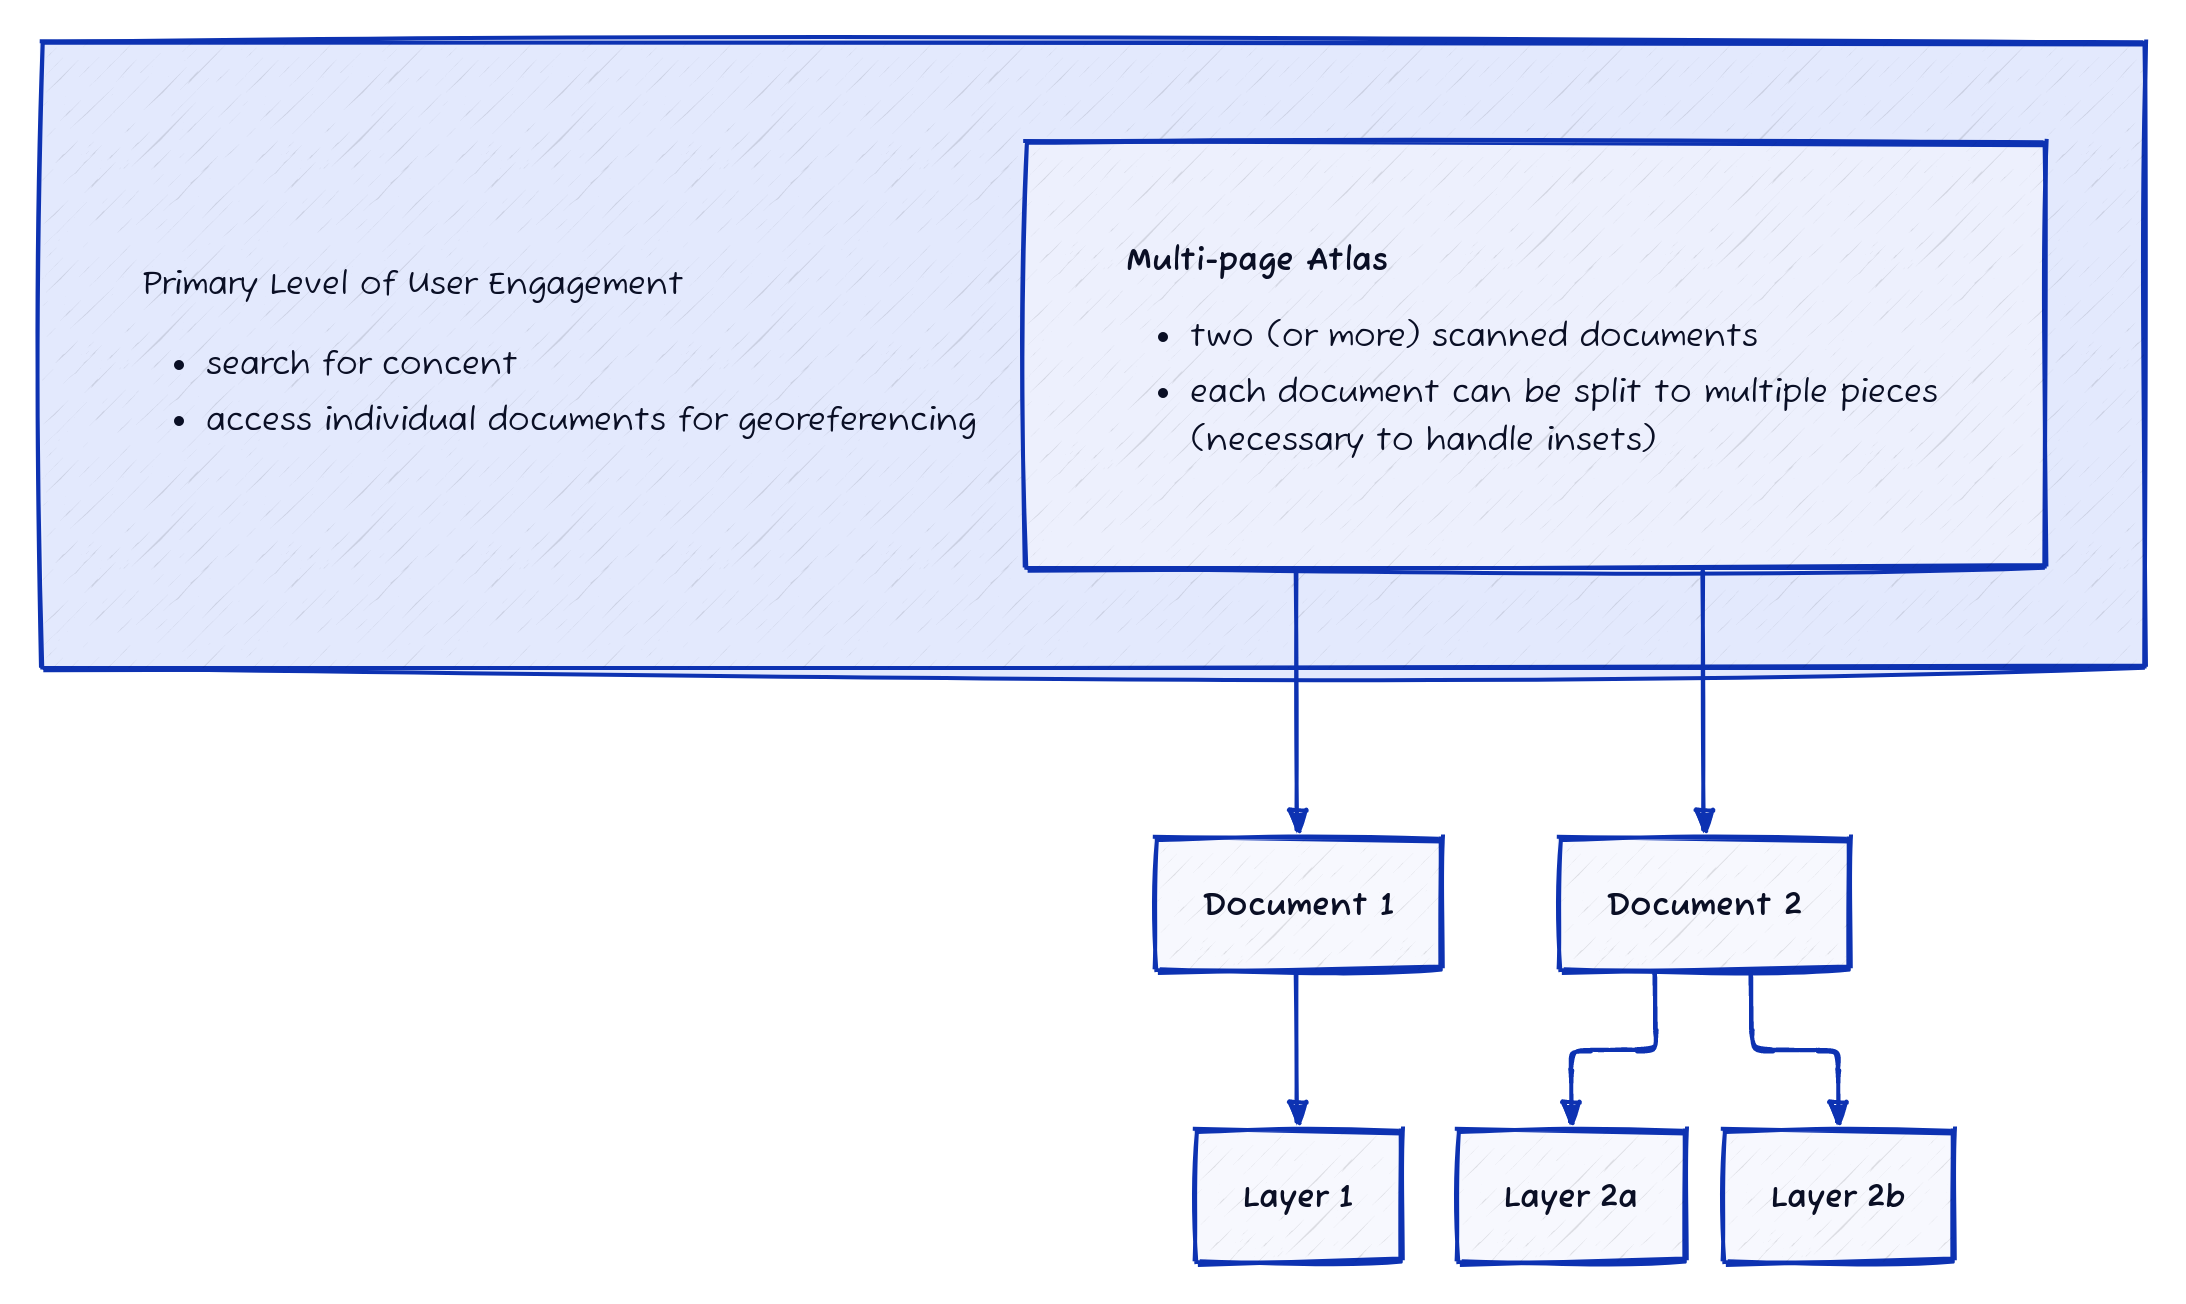 Primary Level of User Engagement
• search for concent
• access individual documents for georeferencing
Multi-page Atlas
• two (or more) scanned documents
• each document can be split to multiple pieces
(necessary to handle insets)
Document 1
Document 2
Layer 1
Layer 2a
Layer 2b